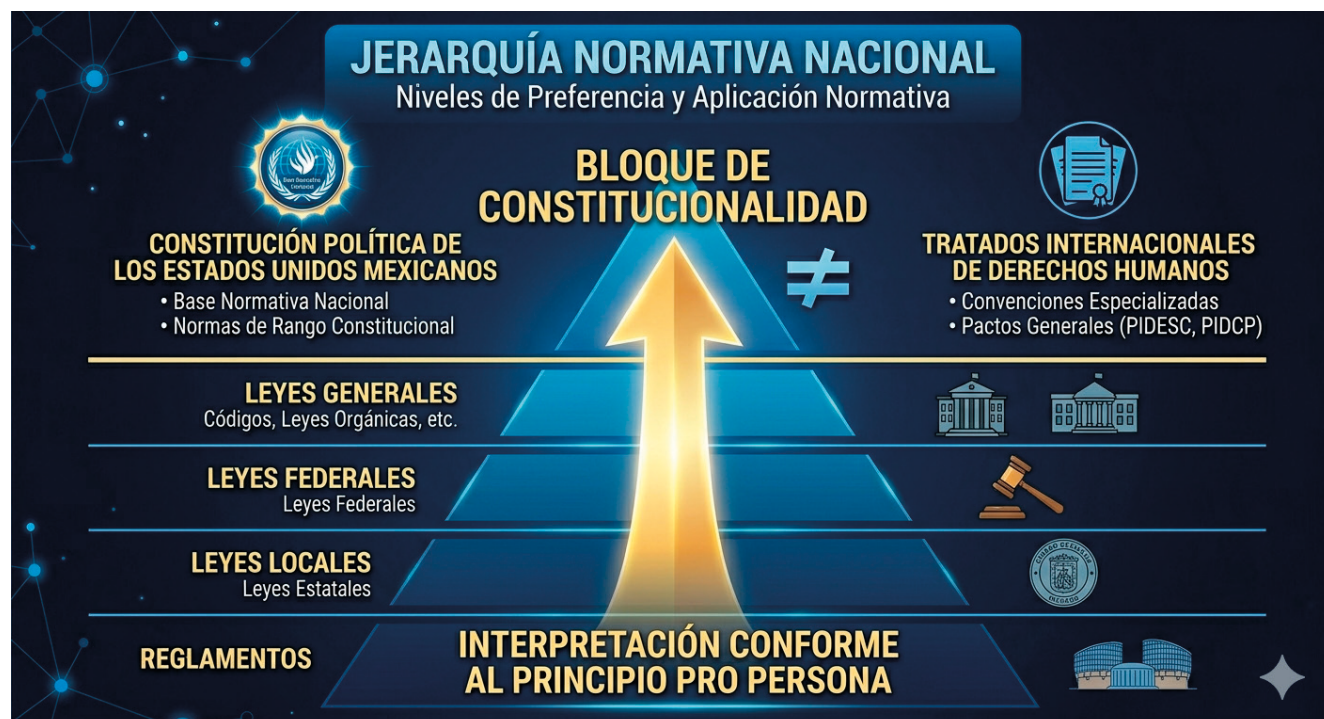 JERARQUÍA NORMATIVA NACIONAL
Niveles de Preferencia y Aplicación Normativa
BLOQUE DE
CONSTITUCIONALIDAD
CONSTITUCIÓN POLÍTICA DE
LOS ESTADOS UNIDOS MEXICANOS
• Base Normativa Nacional
• Normas de Rango Constitucional
≠
TRATADOS INTERNACIONALES
DE DERECHOS HUMANOS
• Convenciones Especializadas
• Pactos Generales (PIDESC, PIDCP)
LEYES GENERALES
Códigos, Leyes Orgánicas, etc.
LEYES FEDERALES
Leyes Federales
LEYES LOCALES
Leyes Estatales
REGLAMENTOS
INTERPRETACIÓN CONFORME
AL PRINCIPIO PRO PERSONA